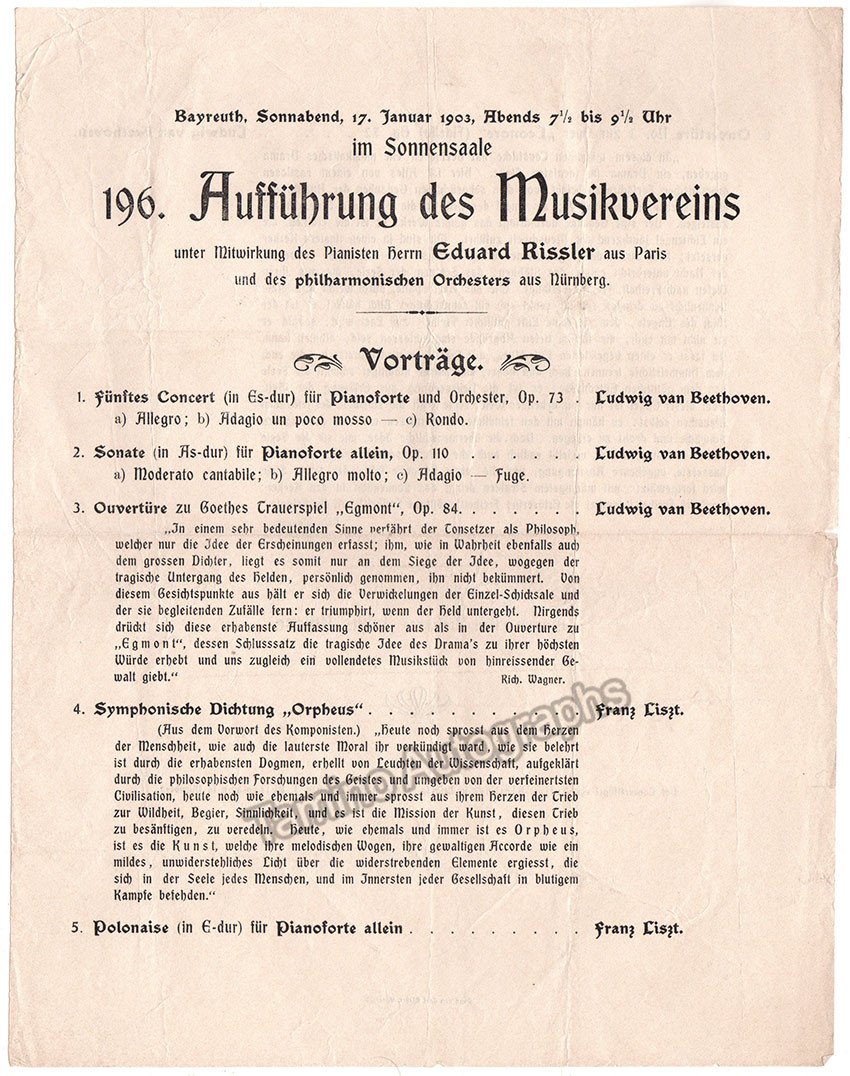 Bayreuth, Sonnabend, 17. Januar 1903, Abends 7½ bis 9½ Uhr
im Sonnensaale
196. Aufführung des Musikvereins
unter Mitwirkung des Pianisten Herrn Eduard Rissler aus Paris
und des philharmonischen Orchesters aus Nürnberg.
Vorträge.
1. Fünftes Concert (in Es-dur) für Pianoforte und Orchester, Op. 73 . Ludwig van Beethoven.
a) Allegro; b) Adagio un poco mosso — c) Rondo.
2. Sonate (in As-dur) für Pianoforte allein, Op. 110 . . . . . . Ludwig van Beethoven.
a) Moderato cantabile; b) Allegro molto; c) Adagio — Fuge.
3. Ouvertüre zu Goethes Trauerspiel „Egmont", Op. 84. . . . . . . Ludwig van Beethoven.
„In einem sehr bedeutenden Sinne verfährt der Tonsetzer als Philosoph,
welcher nur die Idee der Erscheinungen erfasst; ihm, wie in Wahrheit ebenfalls auch
dem grossen Dichter, liegt es somit nur an dem Siege der Idee, wogegen der
tragische Untergang des Helden, persönlich genommen, ihn nicht bekümmert. Von
diesem Gesichtspunkte aus hält er sich die Verwickelungen der Einzel-Schicksale und
der sie begleitenden Zufälle fern: er triumphirt, wenn der Held untergeht. Nirgends
drückt sich diese erhabenste Auffassung schöner aus als in der Ouverture zu
„Egmont", dessen Schlusssatz die tragische Idee des Drama's zu ihrer höchsten
Würde erhebt und uns zugleich ein vollendetes Musikstück von hinreissender Ge-
walt giebt." Rich. Wagner.
4. Symphonische Dichtung „Orpheus" . . . . . . . . . . Franz Liszt.
(Aus dem Vorwort des Komponisten.) „Heute noch sprosst aus dem Herzen
der Menschheit, wie auch die lauterste Moral ihr verkündigt ward, wie sie belehrt
ist durch die erhabensten Dogmen, erhellt von Leuchten der Wissenschaft, aufgeklärt
durch die philosophischen Forschungen des Geistes und umgeben von der verfeinertsten
Civilisation, heute noch wie ehemals und immer sprosst aus ihrem Herzen der Trieb
zur Wildheit, Begier, Sinnlichkeit, und es ist die Mission der Kunst, diesen Trieb
zu besänftigen, zu veredeln. Heute, wie ehemals und immer ist es Orpheus,
ist es die Kunst, welche ihre melodischen Wogen, ihre gewaltigen Accorde wie ein
mildes, unwiderstehliches Licht über die widerstrebenden Elemente ergiesst, die
sich in der Seele jedes Menschen, und im Innersten jeder Gesellschaft in blutigem
Kampfe befehden."
5. Polonaise (in E-dur) für Pianoforte allein . . . . . . . . . Franz Liszt.
Tamino Autographs